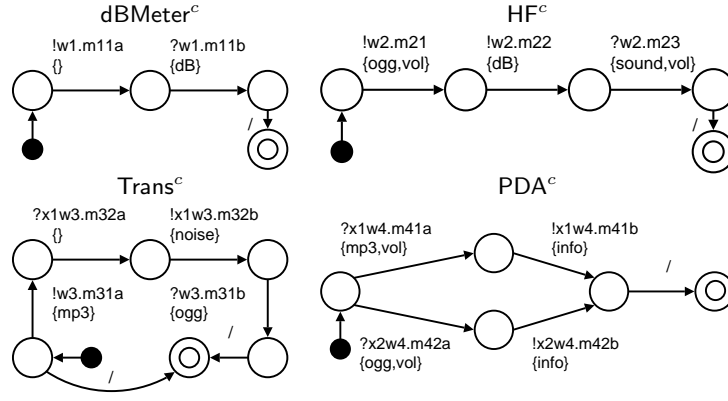 dBMeter^c
HF^c
!w1.m11a
{}
?w1.m11b
{dB}
/
!w2.m21
{ogg,vol}
!w2.m22
{dB}
?w2.m23
{sound,vol}
/
Trans^c
PDA^c
?x1w3.m32a
{}
!x1w3.m32b
{noise}
!w3.m31a
{mp3}
?w3.m31b
{ogg}
/
/
?x1w4.m41a
{mp3,vol}
!x1w4.m41b
{info}
/
?x2w4.m42a
{ogg,vol}
!x2w4.m42b
{info}